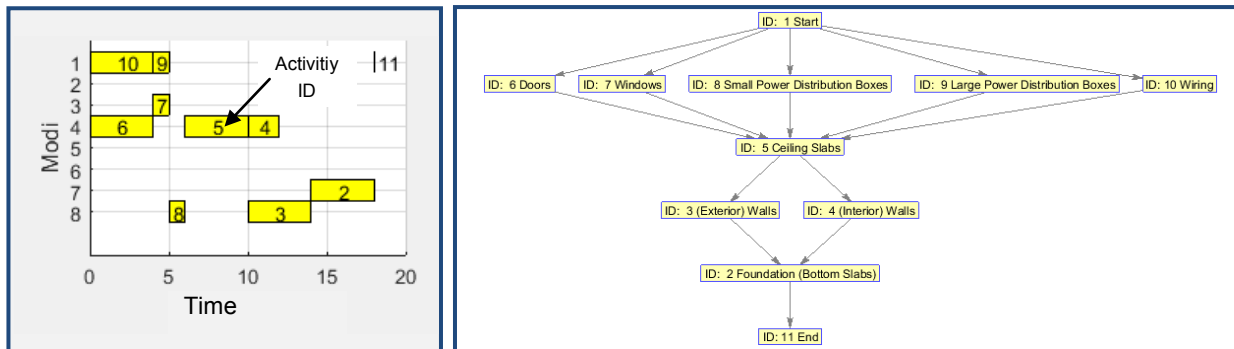 Activitiy
ID
Modi
1
2
3
4
5
6
7
8
10
9
11
7
6
5
4
2
8
3
0
5
10
15
20
Time
ID: 1 Start
ID: 6 Doors
ID: 7 Windows
ID: 8 Small Power Distribution Boxes
ID: 9 Large Power Distribution Boxes
ID: 10 Wiring
ID: 5 Ceiling Slabs
ID: 3 (Exterior) Walls
ID: 4 (Interior) Walls
ID: 2 Foundation (Bottom Slabs)
ID: 11 End